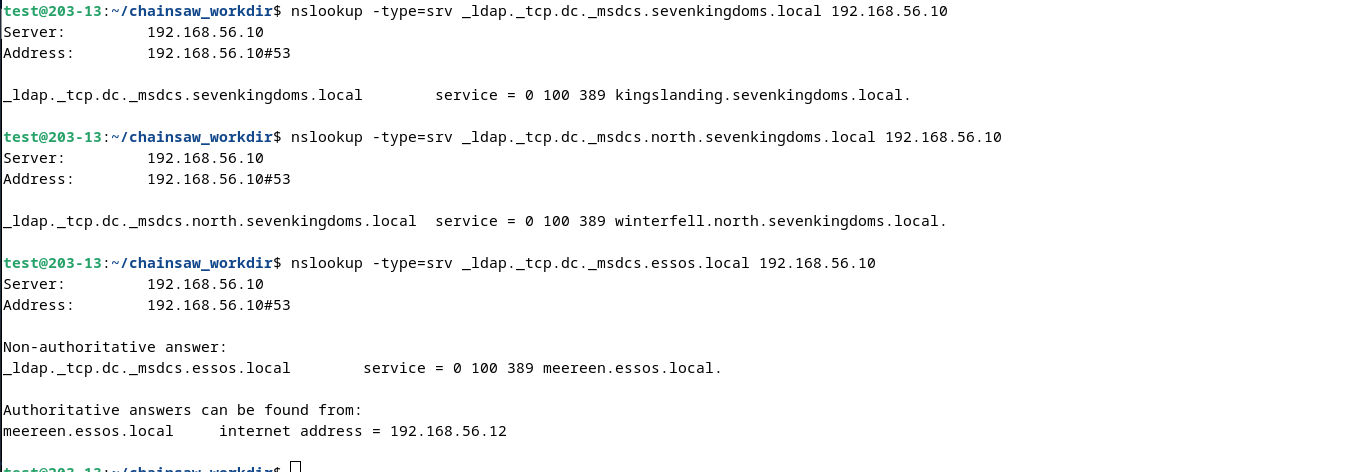 test@203-13:~/chainsaw_workdir$ nslookup -type=srv _ldap._tcp.dc._msdcs.sevenkingdoms.local 192.168.56.10
Server:         192.168.56.10
Address:        192.168.56.10#53
_ldap._tcp.dc._msdcs.sevenkingdoms.local        service = 0 100 389 kingslanding.sevenkingdoms.local.
test@203-13:~/chainsaw_workdir$ nslookup -type=srv _ldap._tcp.dc._msdcs.north.sevenkingdoms.local 192.168.56.10
Server:         192.168.56.10
Address:        192.168.56.10#53
_ldap._tcp.dc._msdcs.north.sevenkingdoms.local  service = 0 100 389 winterfell.north.sevenkingdoms.local.
test@203-13:~/chainsaw_workdir$ nslookup -type=srv _ldap._tcp.dc._msdcs.essos.local 192.168.56.10
Server:         192.168.56.10
Address:        192.168.56.10#53
Non-authoritative answer:
_ldap._tcp.dc._msdcs.essos.local        service = 0 100 389 meereen.essos.local.
Authoritative answers can be found from:
meereen.essos.local     internet address = 192.168.56.12
test@203-13:~/chainsaw_workdir$